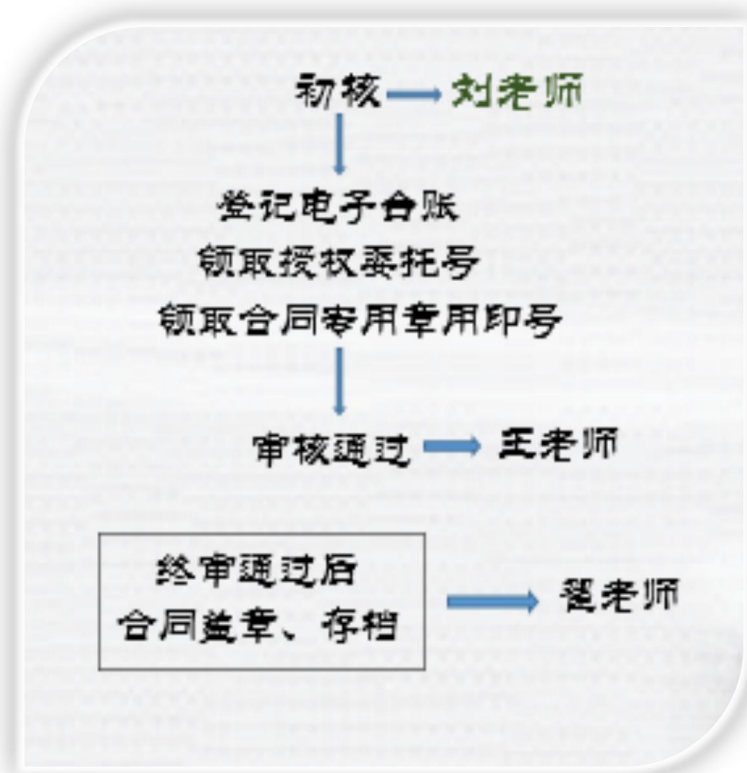 初核 刘老师
登记电子台账
领取授权委托号
领取合同专用章用印号
审核通过 王老师
终审通过后
合同盖章、存档
翟老师